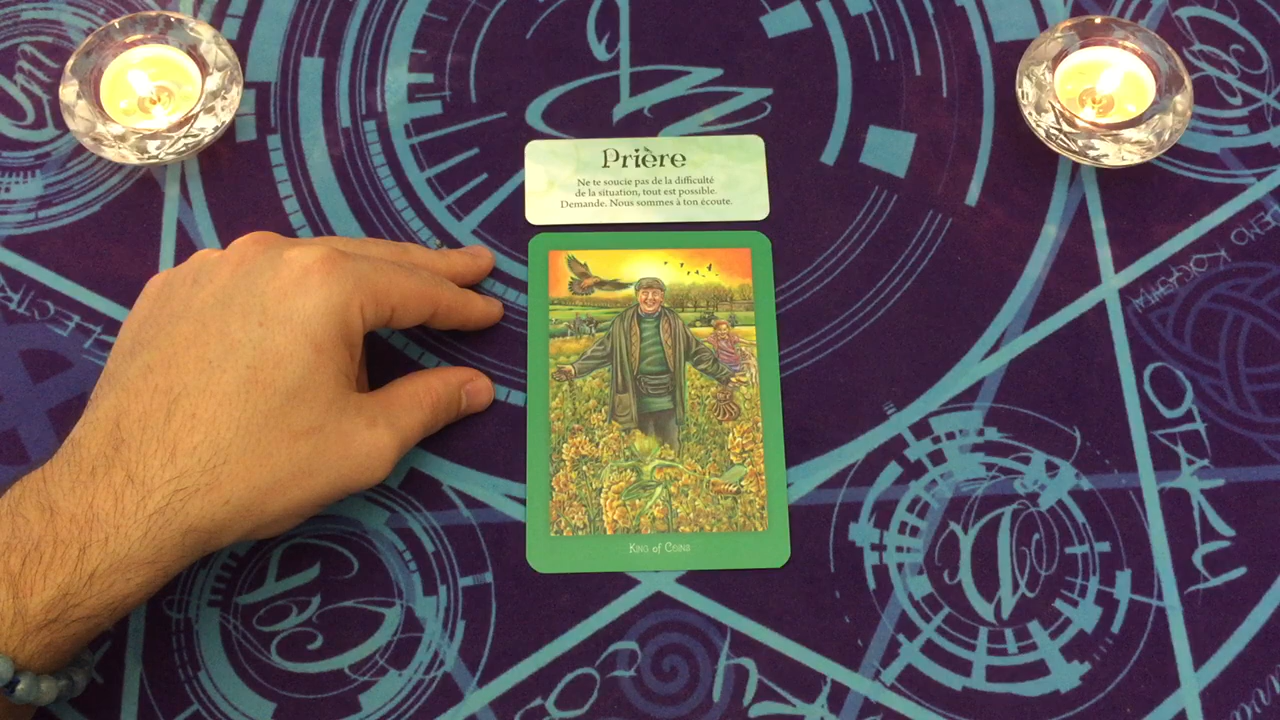 Prière
Ne te soucie pas de la difficulté
de la situation, tout est possible.
Demande. Nous sommes à ton écoute.
King of Coins
OTAKU